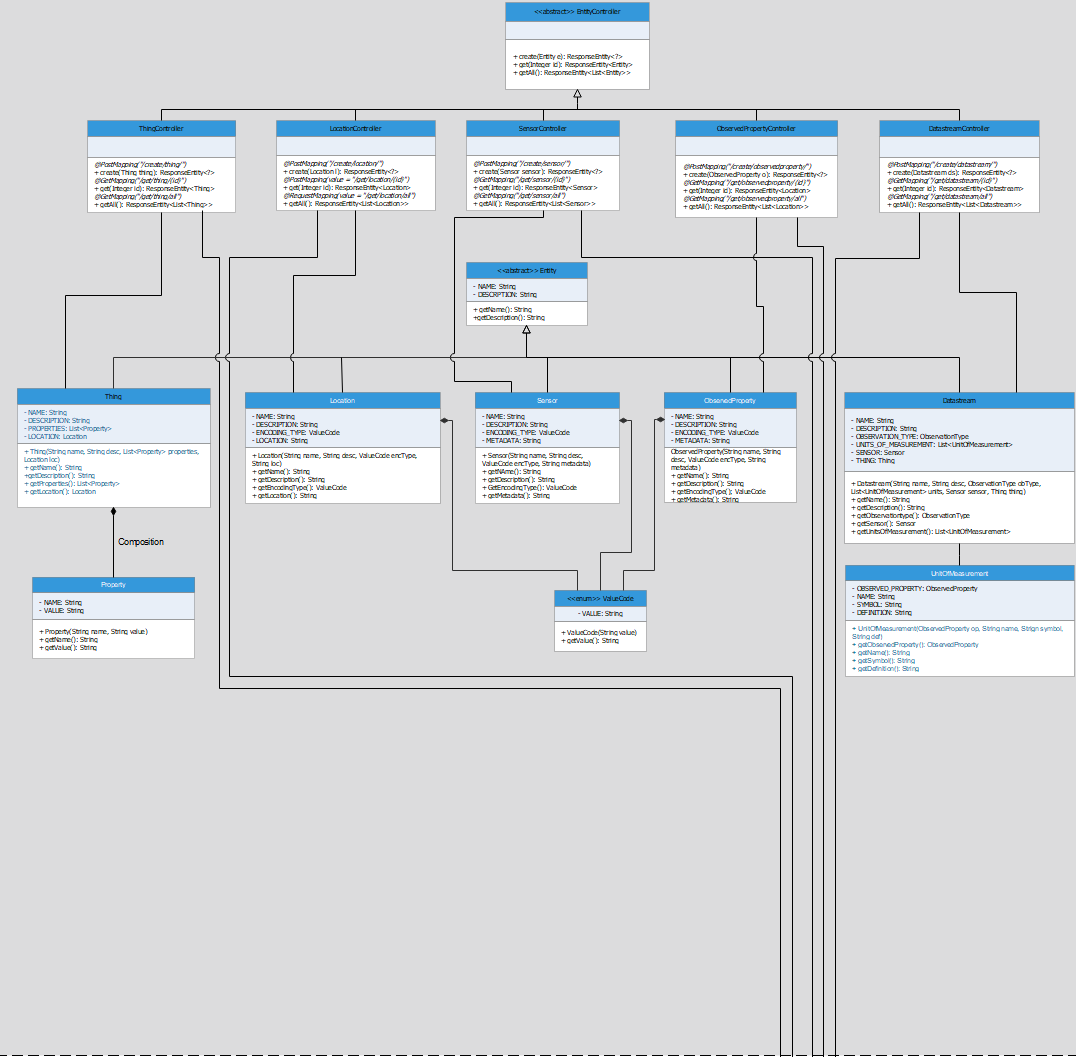 <<abstract>> EntityController
+ create(Entity e): ResponseEntity<?>
+ get(Integer id): ResponseEntity<Entity>
+ getAll(): ResponseEntity<List<Entity>>
ThingController
@PostMapping("/create/thing/")
+ create(Thing thing): ResponseEntity<?>
@GetMapping("/get/thing/{id}")
+ get(Integer id): ResponseEntity<Thing>
@GetMapping("/get/thing/all")
+ getAll(): ResponseEntity<List<Thing>>
LocationController
@PostMapping("/create/location/")
+ create(Location l): ResponseEntity<?>
@PostMapping(value = "/get/location/{id}")
+ get(Integer id): ResponseEntity<Location>
@RequestMapping(value = "/get/location/all")
+ getAll(): ResponseEntity<List<Location>>
SensorController
@PostMapping("/create/sensor/)
+ create(Sensor sensor): ResponseEntity<?>
@GetMapping("/get/sensor/{id}")
+ get(Integer id): ResponseEntity<Sensor>
@GetMapping("/get/sensor/all")
+ getAll(): ResponseEntity<List<Sensor>>
ObservedPropertyController
@PostMapping("/create/observedproperty/")
+ create(ObservedProperty o): ResponseEntity<?>
@GetMapping("/get/observedproperty/{id}")
+ get(Integer id): ResponseEntity<Location>
@GetMapping("/get/observedproperty/all")
+ getAll(): ResponseEntity<List<Location>>
DatastreamController
@PostMapping("/create/datastream/")
+ create(Datastream ds): ResponseEntity<?>
@GetMapping("/get/datastream/{id}")
+ get(Integer id): ResponseEntity<Datastream>
@GetMapping("/get/datastream/all")
+ getAll(): ResponseEntity<List<Datastream>>
<<abstract>> Entity
- NAME: String
- DESCRIPTION: String
+ getName(): String
+getDescription(): String
Thing
- NAME: String
- DESCRIPTION: String
- PROPERTIES: List<Property>
- LOCATION: Location
+ Thing(String name, String desc, List<Property> properties,
Location loc)
+ getName(): String
+getDescription(): String
+ getProperties(): List<Property>
+ getLocation(): Location
Location
- NAME: String
- DESCRIPTION: String
- ENCODING_TYPE: ValueCode
- LOCATION: String
+ Location(String name, String desc, ValueCode encType,
String loc)
+ getName(): String
+ getDescription(): String
+ getEncodingType(): ValueCode
+ getLocation(): String
Sensor
- NAME: String
- DESCRIPTION: String
- ENCODING_TYPE: ValueCode
- METADATA: String
+ Sensor(String name, String desc,
ValueCode encType, String metadata)
+ getNAme(): String
+ getDescription(): String
+ GetEncodingType(): ValueCode
+ getMetadata(): String
ObservedProperty
- NAME: String
- DESCRIPTION: String
- ENCODING_TYPE: ValueCode
- METADATA: String
ObservedProperty(String name, String
desc, ValueCode encType, String
metadata)
+ getName(): String
+ getDescription(): String
+ getEncodingType(): ValueCode
+ getMetadata(): String
Datastream
- NAME: String
- DESCRIPTION: String
- OBSERVATION_TYPE: ObservationType
- UNITS_OF_MEASUREMENT: List<UnitOfMeasurement>
- SENSOR: Sensor
- THING: Thing
+ Datastream(String name, String desc, ObservationType obType,
List<UnitOfMeasurement> units, Sensor sensor, Thing thing)
+ getName(): String
+ getDescription(): String
+ getObservationtype(): ObservationType
+ getSensor(): Sensor
+ getUnitsOfMeasurement(): List<UnitOfMeasurement>
Composition
Property
- NAME: String
- VALUE: String
+ Property(String name, String value)
+ getName(): String
+ getValue(): String
<<enum>> ValueCode
- VALUE: String
+ ValueCode(String value)
+ getValue(): String
UnitOfMeasurement
- OBSERVED_PROPERTY: ObservedProperty
- NAME: String
- SYMBOL: String
- DEFINITION: String
+ UnitOfMeasurement(ObservedProperty op, String name, Strign symbol,
String def)
+ getObservedProperty(): ObservedProperty
+ getName(): String
+ getSymbol(): String
+ getDefinition(): String